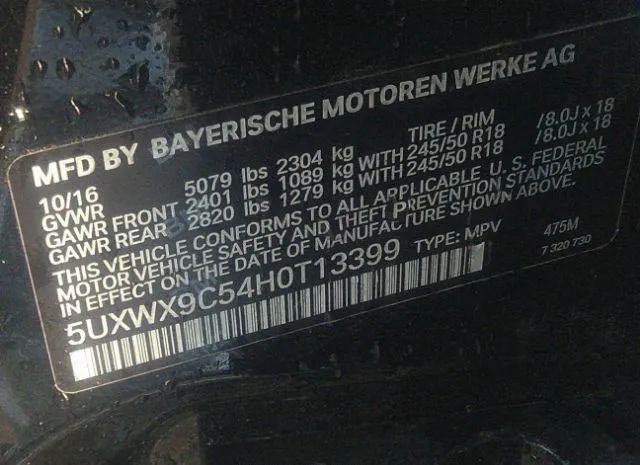 MFD BY BAYERISCHE MOTOREN WERKE AG
10/16 TIRE / RIM
GVWR 5079 lbs 2304 kg
GAWR FRONT 2401 lbs 1089 kg WITH 245/50 R18 /8.0J x 18
GAWR REAR 2820 lbs 1279 kg WITH 245/50 R18 /8.0J x 18
THIS VEHICLE CONFORMS TO ALL APPLICABLE U.S. FEDERAL
MOTOR VEHICLE SAFETY AND THEFT PREVENTION STANDARDS
IN EFFECT ON THE DATE OF MANUFACTURE SHOWN ABOVE.
5UXWX9C54H0T13399 TYPE: MPV 475M
7 320 730